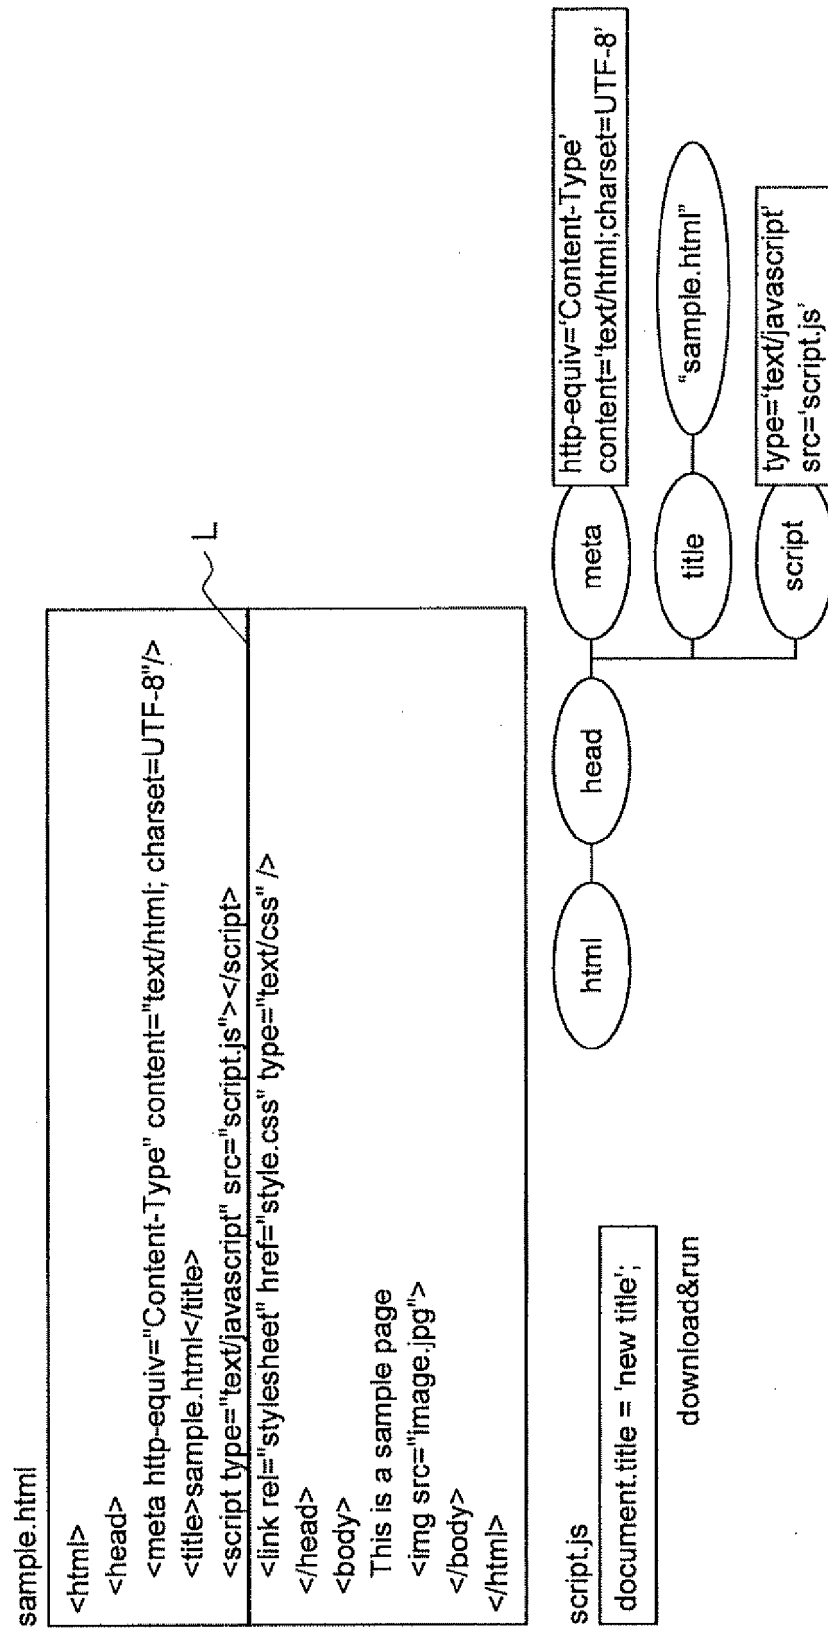 sample.html
<html>
<head>
<meta http-equiv="Content-Type" content="text/html; charset=UTF-8"/>
<title>sample.html</title>
<script type="text/javascript" src="script.js"></script>
<link rel="stylesheet" href="style.css" type="text/css" />
</head>
<body>
This is a sample page
<img src="image.jpg">
</body>
</html>
L
script.js
document.title = 'new title';
download&run
html
head
meta
http-equiv='Content-Type'
content='text/html;charset=UTF-8'
title
"sample.html"
script
type='text/javascript'
src='script.js'